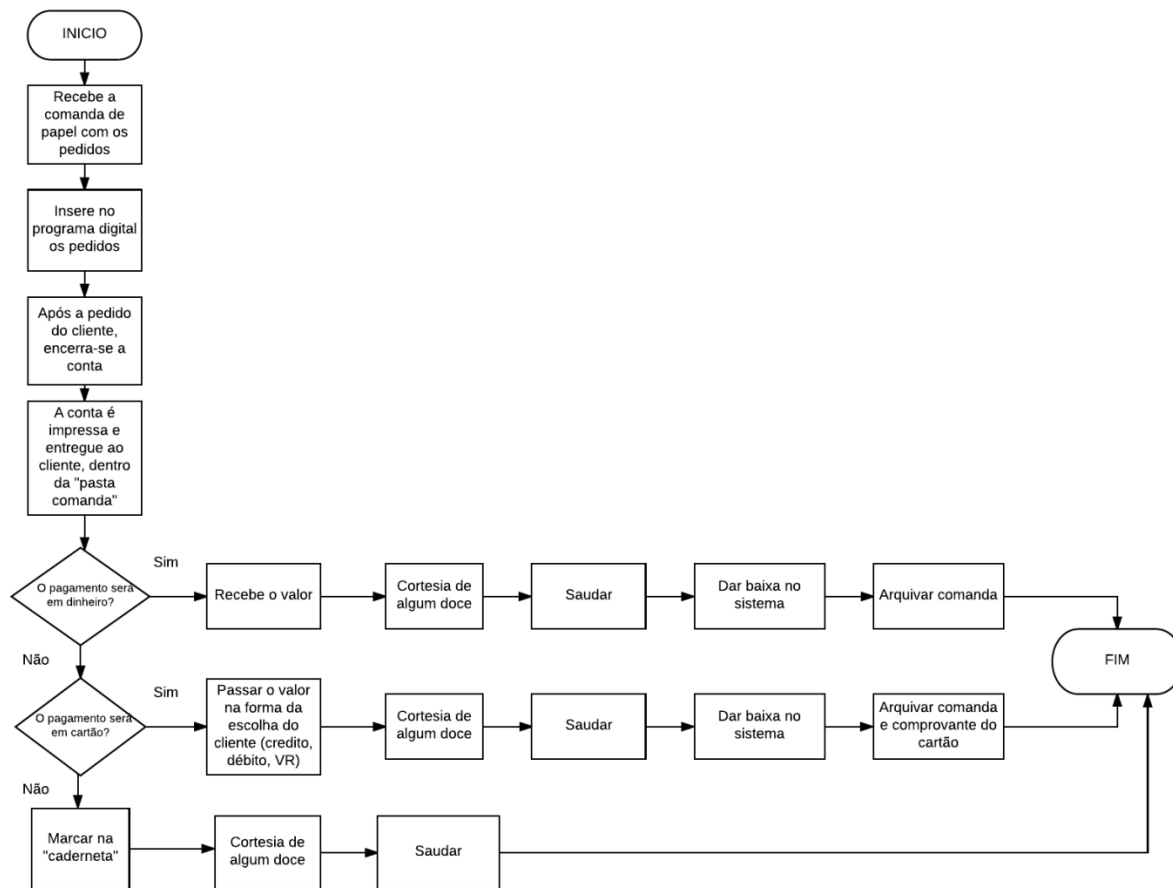 INICIO
Recebe a
comanda de
papel com os
pedidos
Insere no
programa digital
os pedidos
Após a pedido
do cliente,
encerra-se a
conta
A conta é
impressa e
entregue ao
cliente, dentro
da "pasta
comanda"
O pagamento será
em dinheiro?
Sim
Recebe o valor
Cortesia de
algum doce
Saudar
Dar baixa no
sistema
Arquivar comanda
FIM
Não
O pagamento será
em cartão?
Sim
Passar o valor
na forma da
escolha do
cliente (credito,
débito, VR)
Cortesia de
algum doce
Saudar
Dar baixa no
sistema
Arquivar comanda
e comprovante do
cartão
Não
Marcar na
"caderneta"
Cortesia de
algum doce
Saudar